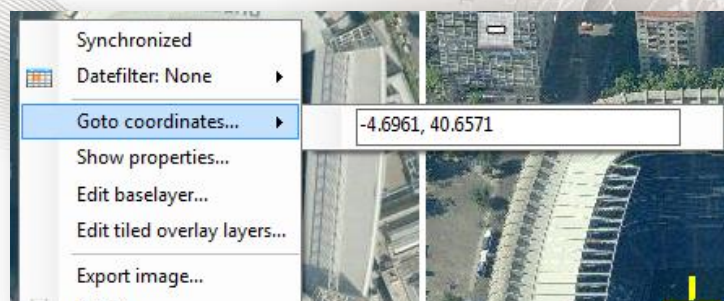 Synchronized
Datefilter: None
Goto coordinates...
-4.6961, 40.6571
Show properties...
Edit baselayer...
Edit tiled overlay layers...
Export image...